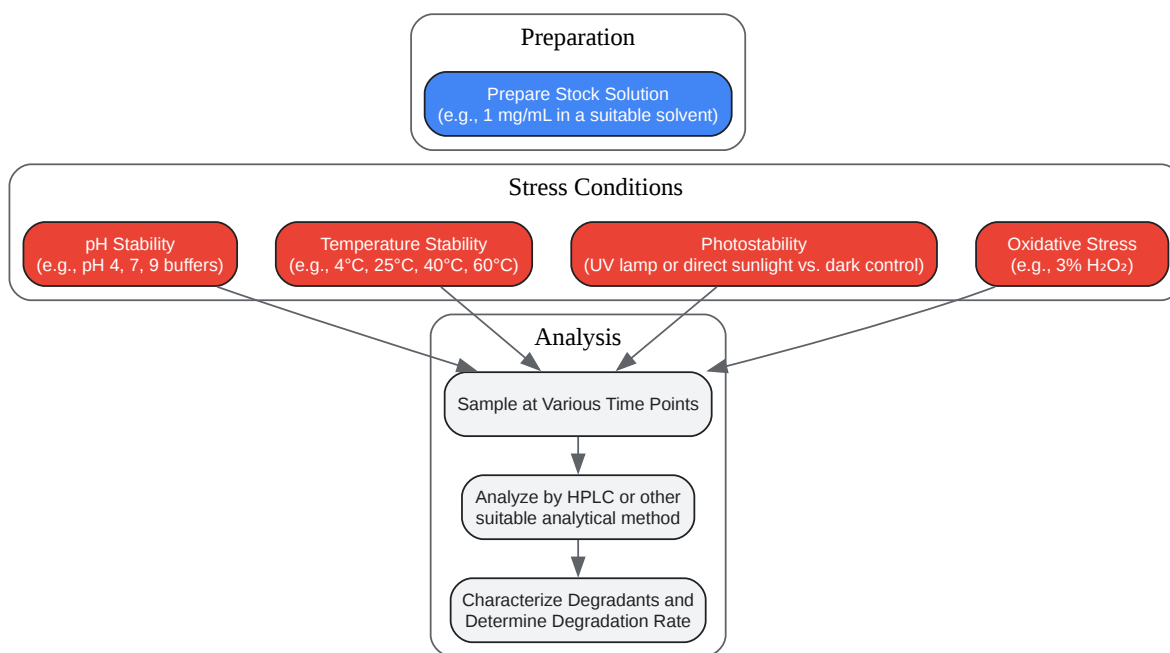 Preparation
Prepare Stock Solution
(e.g., 1 mg/mL in a suitable solvent)
Stress Conditions
pH Stability
(e.g., pH 4, 7, 9 buffers)
Temperature Stability
(e.g., 4°C, 25°C, 40°C, 60°C)
Photostability
(UV lamp or direct sunlight vs. dark control)
Oxidative Stress
(e.g., 3% H₂O₂)
Analysis
Sample at Various Time Points
Analyze by HPLC or other
suitable analytical method
Characterize Degradants and
Determine Degradation Rate